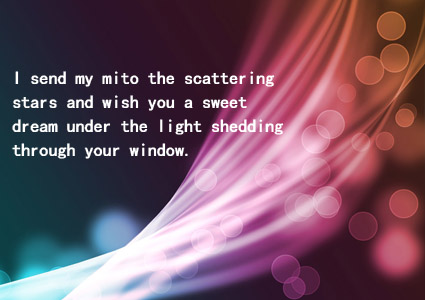 I send my mito the scattering
stars and wish you a sweet
dream under the light shedding
through your window.